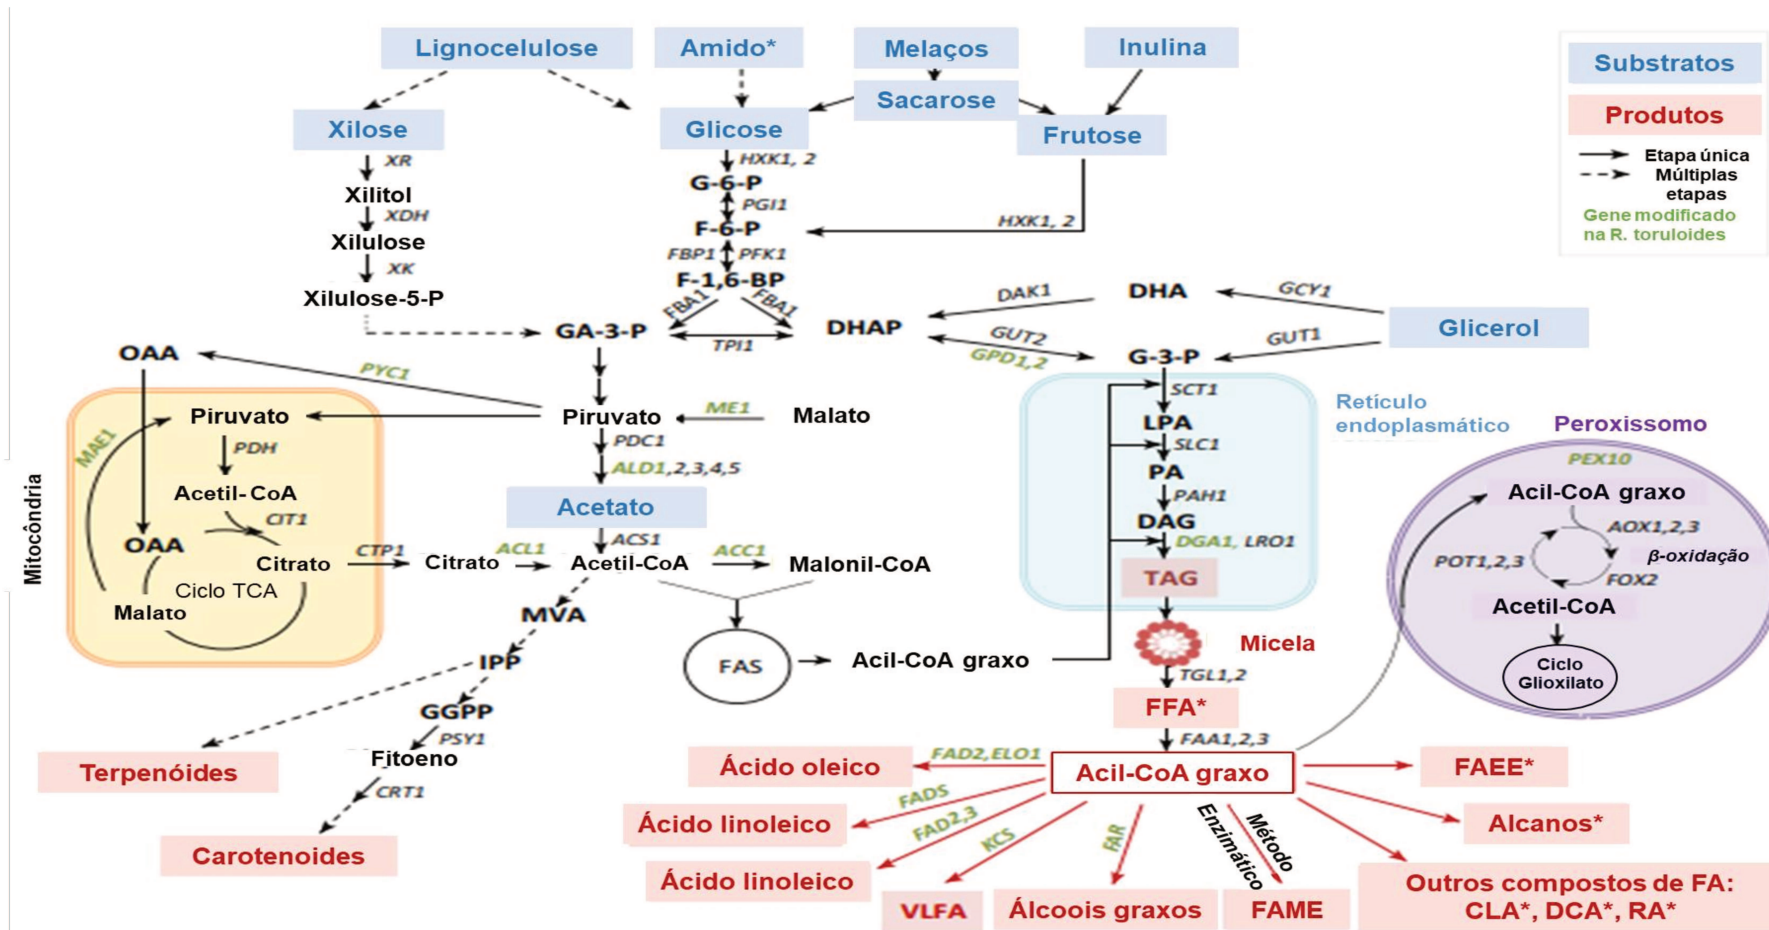 Lignocelulose
Amido*
Melaços
Inulina
Substratos
Produtos
Etapa única
Múltiplas
etapas
Gene modificado
na R. toruloides
Sacarose
Xilose
Glicose
Frutose
XR
HXK1, 2
Xilitol
G-6-P
XDH
PGI1
Xilulose
F-6-P
HXK1, 2
XK
FBP1
PFK1
Xilulose-5-P
F-1,6-BP
FBA1
FBA1
DAK1
DHA
GCY1
GA-3-P
TPI1
DHAP
GUT2
GPD1,2
G-3-P
GUT1
Glicerol
OAA
PYC1
Mitocôndria
Piruvato
MAE1
PDH
Acetil-CoA
CIT1
OAA
Citrato
Ciclo TCA
Malato
CTP1
Citrato
ACL1
Piruvato
ME1
Malato
PDC1
ALD1,2,3,4,5
Acetato
ACS1
Acetil-CoA
ACC1
Malonil-CoA
MVA
IPP
GGPP
PSY1
Fitoeno
CRT1
Terpenóides
Carotenoides
FAS
Acil-CoA graxo
SCT1
Retículo
endoplasmático
LPA
SLC1
PA
PAH1
DAG
DGA1, LRO1
TAG
Micela
TGL1,2
FFA*
FAA1,2,3
Peroxissomo
PEX10
Acil-CoA graxo
AOX1,2,3
POT1,2,3
β-oxidação
FOX2
Acetil-CoA
Ciclo
Glioxilato
Acil-CoA graxo
FAD2,ELO1
Ácido oleico
FADS
Ácido linoleico
FAD2,3
Ácido linoleico
KCS
VLFA
FAR
Álcoois graxos
Método
Enzimático
FAME
FAEE*
Alcanos*
Outros compostos de FA:
CLA*, DCA*, RA*